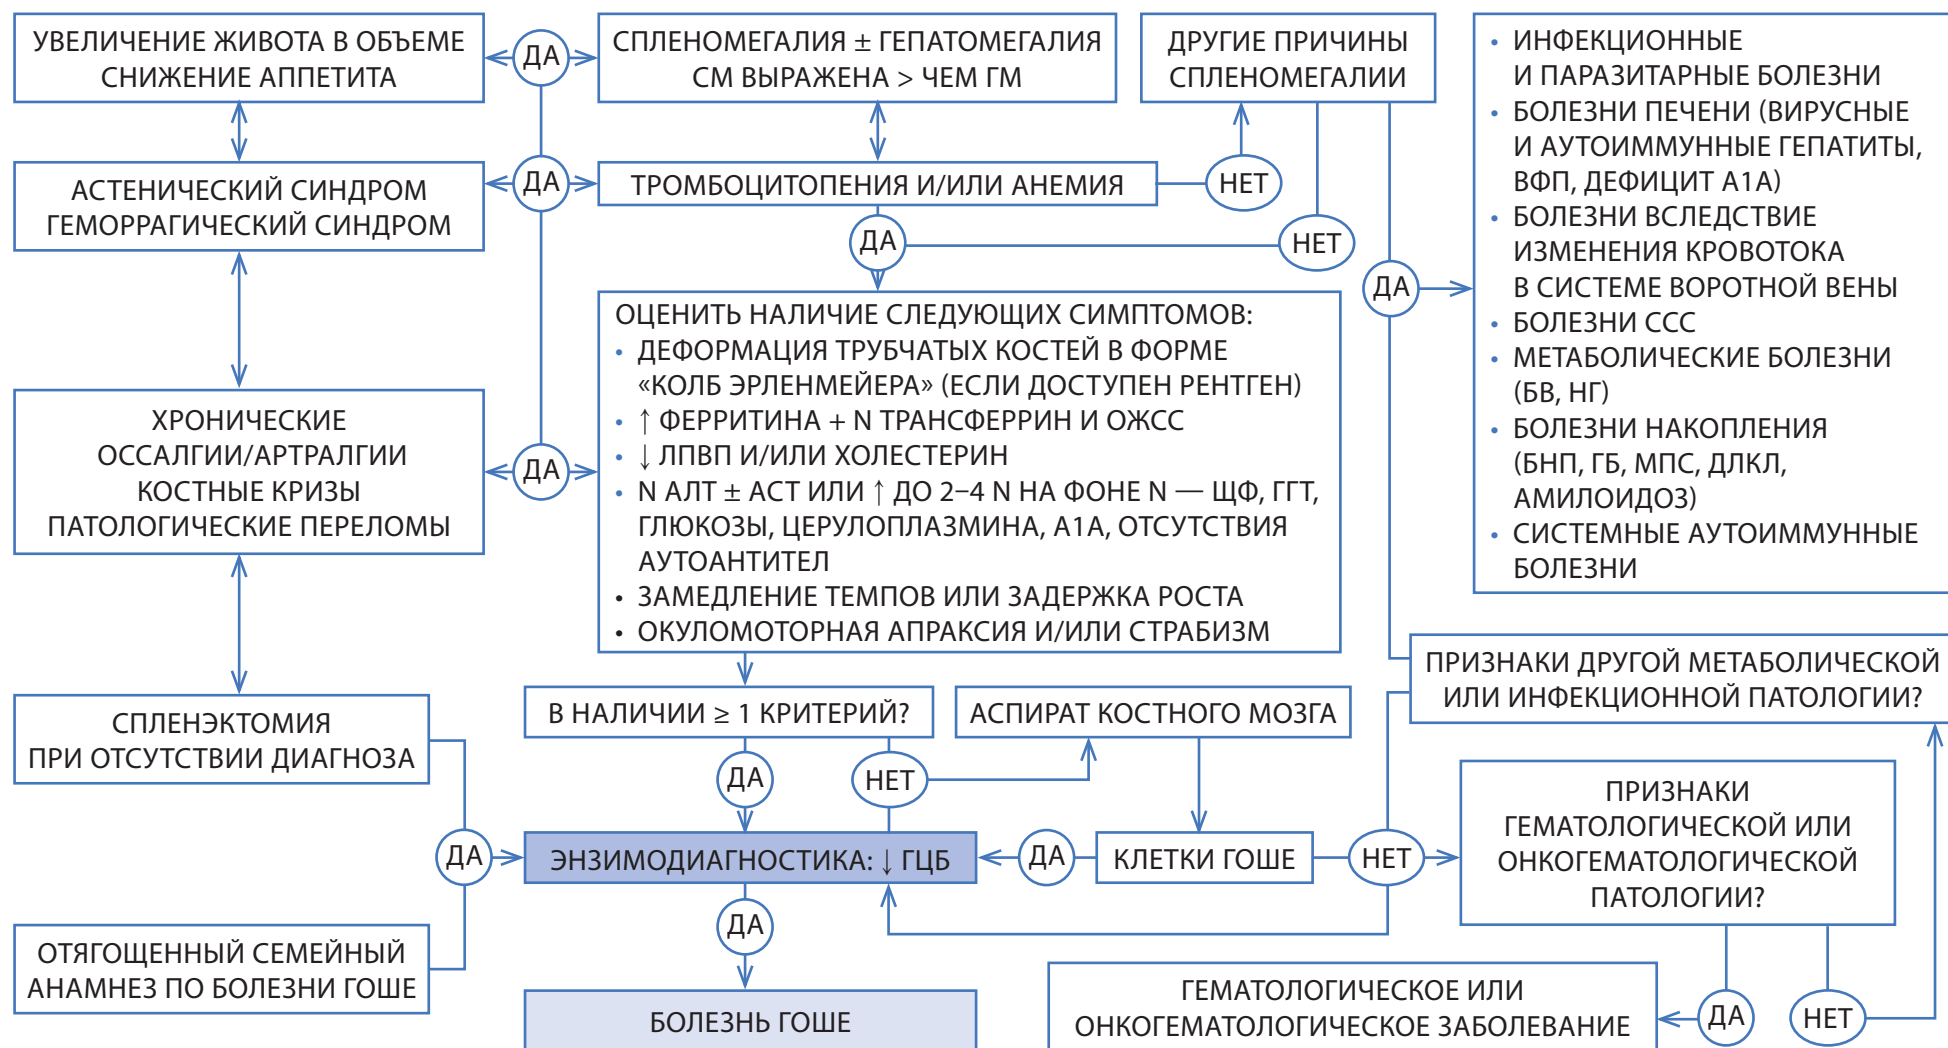 УВЕЛИЧЕНИЕ ЖИВОТА В ОБЪЕМЕ
СНИЖЕНИЕ АППЕТИТА
ДА
СПЛЕНОМЕГАЛИЯ ± ГЕПАТОМЕГАЛИЯ
СМ ВЫРАЖЕНА > ЧЕМ ГМ
ДРУГИЕ ПРИЧИНЫ
СПЛЕНОМЕГАЛИИ
• ИНФЕКЦИОННЫЕ
И ПАРАЗИТАРНЫЕ БОЛЕЗНИ
• БОЛЕЗНИ ПЕЧЕНИ (ВИРУСНЫЕ
И АУТОИММУННЫЕ ГЕПАТИТЫ,
ВФП, ДЕФИЦИТ А1А)
• БОЛЕЗНИ ВСЛЕДСТВИЕ
ИЗМЕНЕНИЯ КРОВОТОКА
В СИСТЕМЕ ВОРОТНОЙ ВЕНЫ
• БОЛЕЗНИ ССС
• МЕТАБОЛИЧЕСКИЕ БОЛЕЗНИ
(БВ, НГ)
• БОЛЕЗНИ НАКОПЛЕНИЯ
(БНП, ГБ, МПС, ДЛКЛ,
АМИЛОИДОЗ)
• СИСТЕМНЫЕ АУТОИММУННЫЕ
БОЛЕЗНИ
АСТЕНИЧЕСКИЙ СИНДРОМ
ГЕМОРРАГИЧЕСКИЙ СИНДРОМ
ДА
ТРОМБОЦИТОПЕНИЯ И/ИЛИ АНЕМИЯ
НЕТ
ДА
НЕТ
ДА
ОЦЕНИТЬ НАЛИЧИЕ СЛЕДУЮЩИХ СИМПТОМОВ:
• ДЕФОРМАЦИЯ ТРУБЧАТЫХ КОСТЕЙ В ФОРМЕ
«КОЛБ ЭРЛЕНМЕЙЕРА» (ЕСЛИ ДОСТУПЕН РЕНТГЕН)
• ↑ ФЕРРИТИНА + N ТРАНСФЕРРИН И ОЖСС
• ↓ ЛПВП И/ИЛИ ХОЛЕСТЕРИН
• N АЛТ ± АСТ ИЛИ ↑ ДО 2–4 N НА ФОНЕ N — ЩФ, ГГТ,
ГЛЮКОЗЫ, ЦЕРУЛОПЛАЗМИНА, А1А, ОТСУТСТВИЯ
АУТОАНТИТЕЛ
• ЗАМЕДЛЕНИЕ ТЕМПОВ ИЛИ ЗАДЕРЖКА РОСТА
• ОКУЛОМОТОРНАЯ АПРАКСИЯ И/ИЛИ СТРАБИЗМ
ХРОНИЧЕСКИЕ
ОССАЛГИИ/АРТРАЛГИИ
КОСТНЫЕ КРИЗЫ
ПАТОЛОГИЧЕСКИЕ ПЕРЕЛОМЫ
ДА
ПРИЗНАКИ ДРУГОЙ МЕТАБОЛИЧЕСКОЙ
ИЛИ ИНФЕКЦИОННОЙ ПАТОЛОГИИ?
СПЛЕНЭКТОМИЯ
ПРИ ОТСУТСТВИИ ДИАГНОЗА
В НАЛИЧИИ ≥ 1 КРИТЕРИЙ?
АСПИРАТ КОСТНОГО МОЗГА
ДА
НЕТ
ПРИЗНАКИ
ГЕМАТОЛОГИЧЕСКОЙ ИЛИ
ОНКОГЕМАТОЛОГИЧЕСКОЙ
ПАТОЛОГИИ?
ДА
ЭНЗИМОДИАГНОСТИКА: ↓ ГЦБ
ДА
КЛЕТКИ ГОШЕ
НЕТ
ДА
ОТЯГОЩЕННЫЙ СЕМЕЙНЫЙ
АНАМНЕЗ ПО БОЛЕЗНИ ГОШЕ
БОЛЕЗНЬ ГОШЕ
ГЕМАТОЛОГИЧЕСКОЕ ИЛИ
ОНКОГЕМАТОЛОГИЧЕСКОЕ ЗАБОЛЕВАНИЕ
ДА
НЕТ